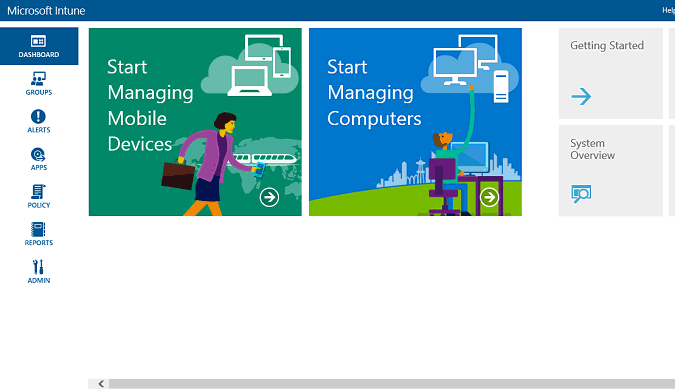 Microsoft Intune
Help
DASHBOARD
GROUPS
ALERTS
APPS
POLICY
REPORTS
ADMIN
Start
Managing
Mobile
Devices
Start
Managing
Computers
Getting Started
System
Overview